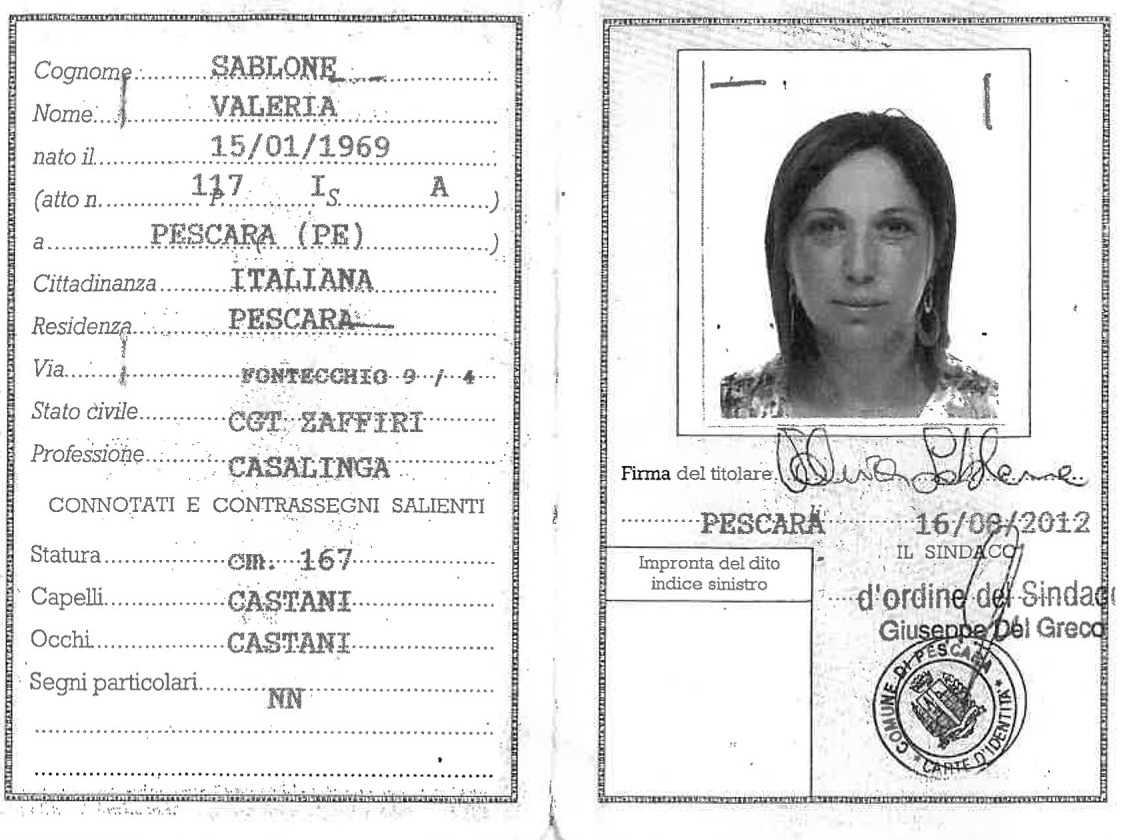 Cognome SABLONE
Nome VALERIA
nato il 15/01/1969
(atto n. 117 P. I S. A )
a PESCARA (PE) )
Cittadinanza ITALIANA
Residenza PESCARA
Via FONTECCHIO 9 / 4
Stato civile CGT ZAFFIRI
Professione CASALINGA
CONNOTATI E CONTRASSEGNI SALIENTI
Statura cm. 167
Capelli CASTANI
Occhi CASTANI
Segni particolari NN
Firma del titolare
PESCARA 16/08/2012
IL SINDACO
Impronta del dito
indice sinistro
d'ordine del Sindaco
Giuseppe Del Greco
COMUNE DI PESCARA
CARTE D'IDENTITA'